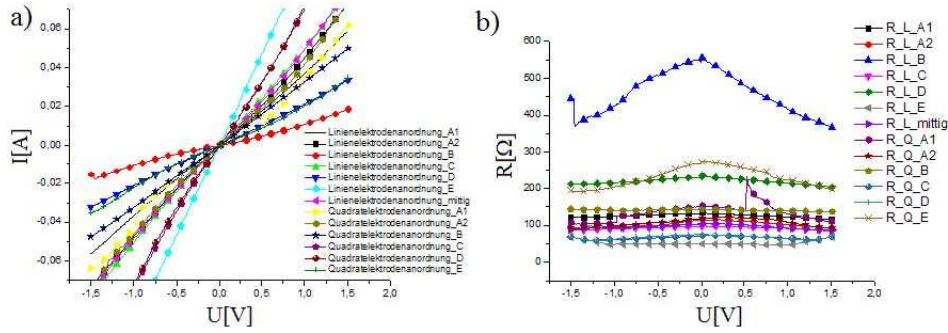 a)
0,06
0,04
0,02
0,00
-0,02
-0,04
-0,06
I[A]
-1,5
-1,0
-0,5
0,0
0,5
1,0
1,5
2,0
U[V]
Linienelektrodenanordnung_A1
Linienelektrodenanordnung_A2
Linienelektrodenanordnung_B
Linienelektrodenanordnung_C
Linienelektrodenanordnung_D
Linienelektrodenanordnung_E
Linienelektrodenanordnung_mittig
Quadratelektrodenanordnung_A1
Quadratelektrodenanordnung_A2
Quadratelektrodenanordnung_B
Quadratelektrodenanordnung_C
Quadratelektrodenanordnung_D
Quadratelektrodenanordnung_E
b)
600
500
400
300
200
100
0
R[Ω]
-1,5
-1,0
-0,5
0,0
0,5
1,0
1,5
2,0
U[V]
R_L_A1
R_L_A2
R_L_B
R_L_C
R_L_D
R_L_E
R_L_mittig
R_Q_A1
R_Q_A2
R_Q_B
R_Q_C
R_Q_D
R_Q_E